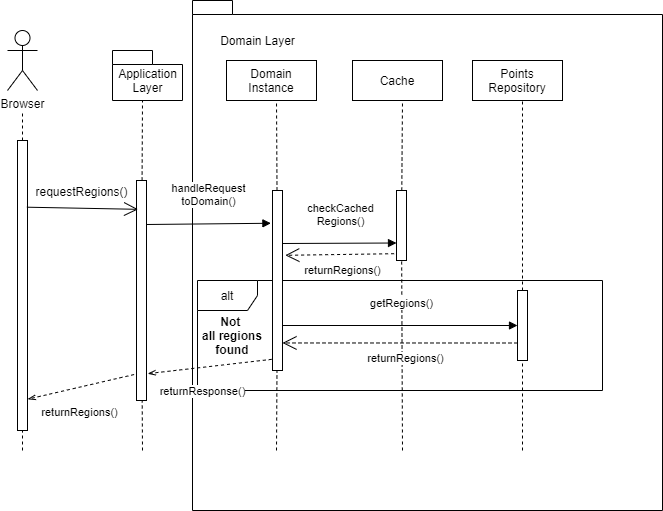 Domain Layer
Browser
Application
Layer
Domain
Instance
Cache
Points
Repository
requestRegions()
handleRequest
toDomain()
checkCached
Regions()
returnRegions()
alt
Not
all regions
found
getRegions()
returnRegions()
returnResponse()
returnRegions()